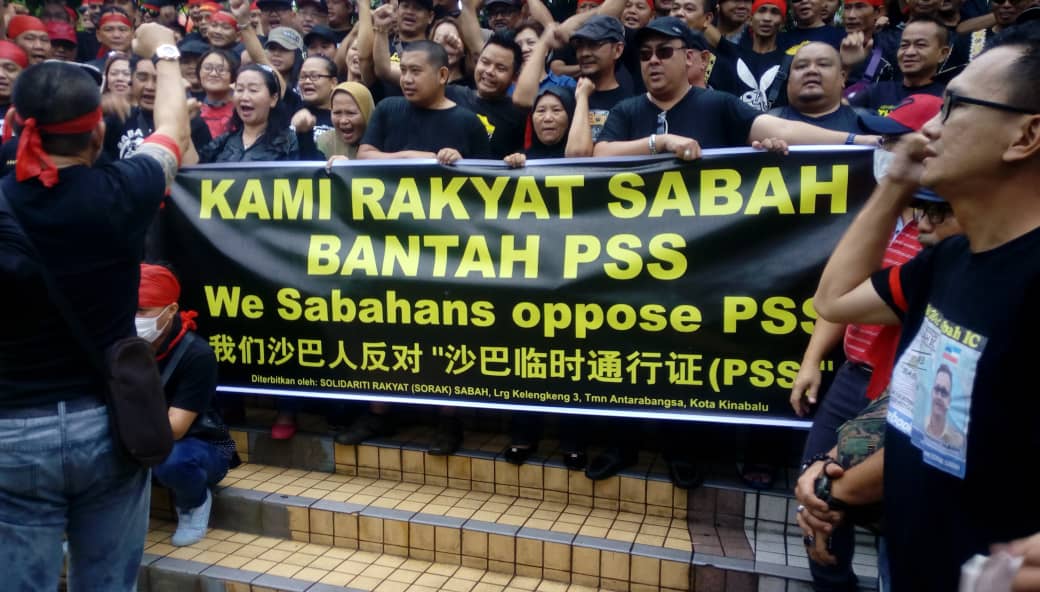 KAMI RAKYAT SABAH
BANTAH PSS
We Sabahans oppose PSS
我们沙巴人反对 "沙巴临时通行证(PSS)"
Diterbitkan oleh: SOLIDARITI RAKYAT (SORAK) SABAH, Lrg Kelengkeng 3, Tmn Antarabangsa, Kota Kinabalu